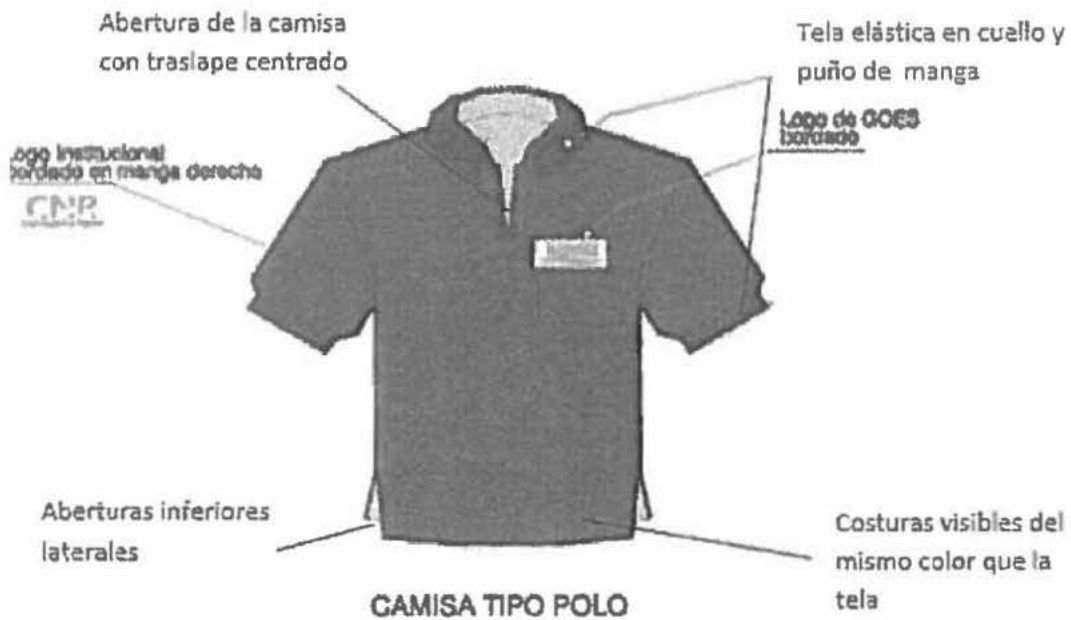 Abertura de la camisa
con traslape centrado
Tela elástica en cuello y
puño de manga
Logo de GOES
bordado
Logo Institucional
bordado en manga derecha
CNR
Aberturas inferiores
laterales
Costuras visibles del
mismo color que la
tela
CAMISA TIPO POLO